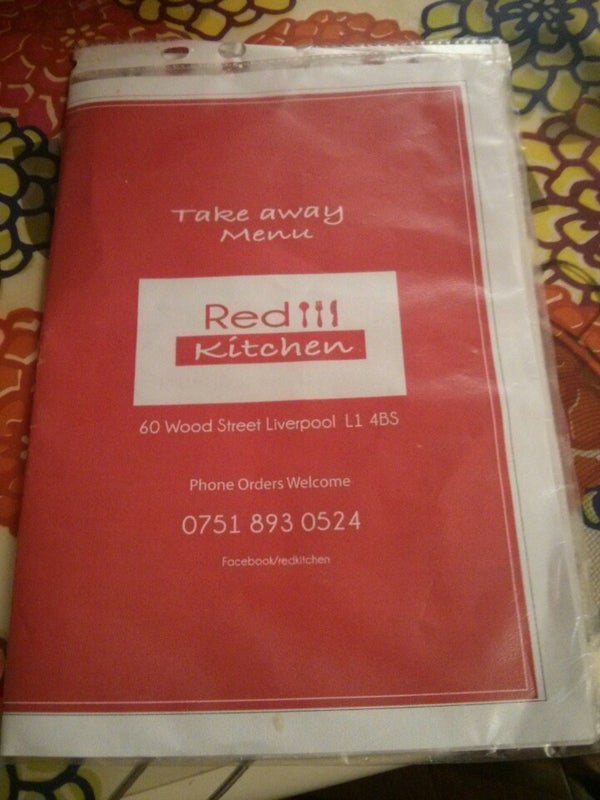 Take away
Menu
Red
Kitchen
60 Wood Street Liverpool L1 4BS
Phone Orders Welcome
0751 893 0524
Facebook/redkitchen